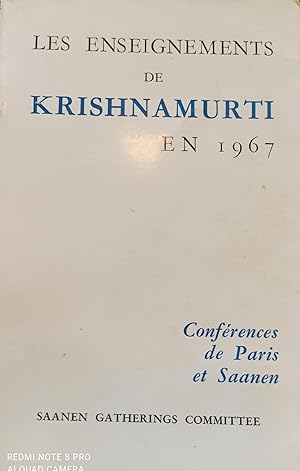 LES ENSEIGNEMENTS
DE
KRISHNAMURTI
EN 1967
Conférences
de Paris
et Saanen
SAANEN GATHERINGS COMMITTEE
REDMI NOTE 8 PRO
AI QUAD CAMERA